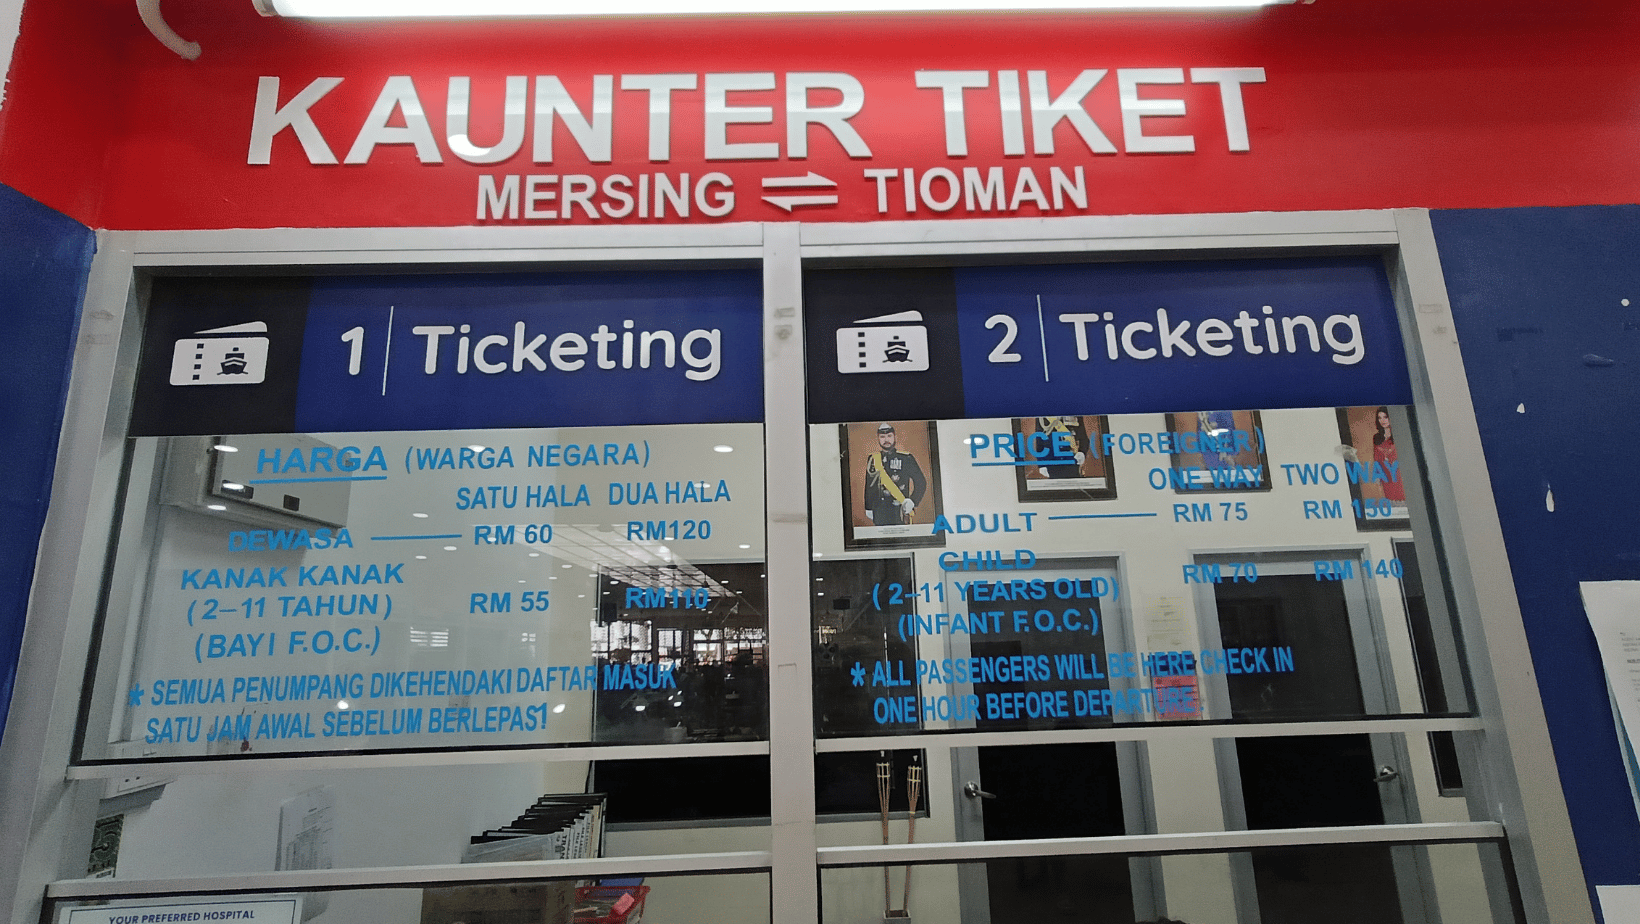 KAUNTER TIKET
MERSING ⇌ TIOMAN
1 Ticketing
HARGA (WARGA NEGARA)
SATU HALA DUA HALA
DEWASA — RM 60 RM120
KANAK KANAK
(2-11 TAHUN) RM 55 RM110
(BAYI F.O.C.)
* SEMUA PENUMPANG DIKEHENDAKI DAFTAR MASUK
SATU JAM AWAL SEBELUM BERLEPAS!
2 Ticketing
PRICE (FOREIGNER)
ONE WAY TWO WAY
ADULT — RM 75 RM 150
CHILD
(2-11 YEARS OLD) RM 70 RM 140
(INFANT F.O.C.)
* ALL PASSENGERS WILL BE HERE CHECK IN
ONE HOUR BEFORE DEPARTURE
YOUR PREFERRED HOSPITAL